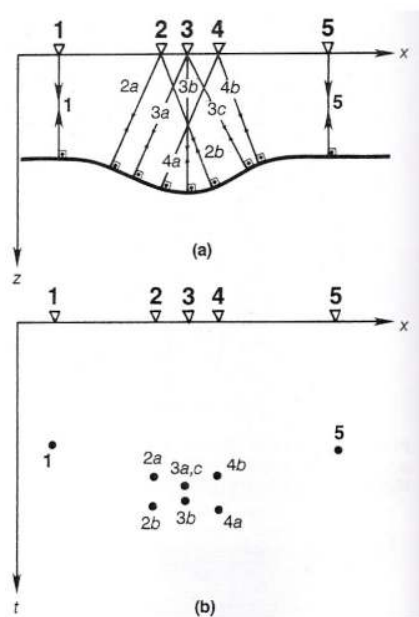 1 2 3 4 5
x
2a 3a 3b 3c 4b
1 5
4a 2b
z
(a)
1 2 3 4 5
x
1 5
2a 3a,c 4b
2b 3b 4a
t
(b)